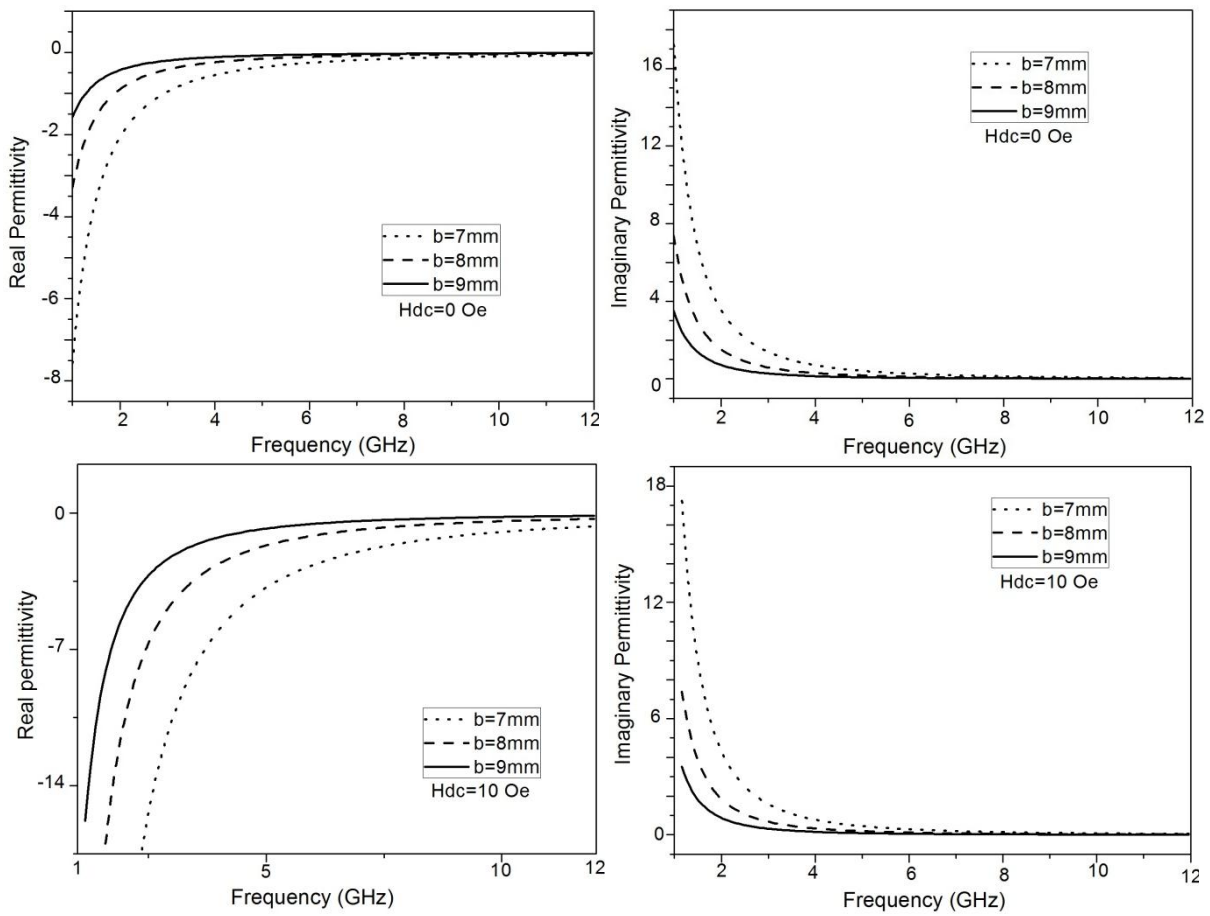 0
-2
-4
-6
-8
Real Permittivity
b=7mm
b=8mm
b=9mm
Hdc=0 Oe
2 4 6 8 10 12
Frequency (GHz)
16
12
8
4
0
Imaginary Permittivity
b=7mm
b=8mm
b=9mm
Hdc=0 Oe
2 4 6 8 10 12
Frequency (GHz)
0
-7
-14
Real permittivity
b=7mm
b=8mm
b=9mm
Hdc=10 Oe
1 5 10 12
Frequency (GHz)
18
12
6
0
Imaginary Permittivity
b=7mm
b=8mm
b=9mm
Hdc=10 Oe
2 4 6 8 10 12
Frequency (GHz)